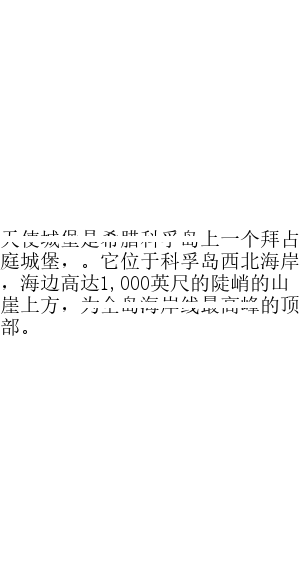 天使城堡是希腊科孚岛上一个拜占
庭城堡，。它位于科孚岛西北海岸
，海边高达1,000英尺的陡峭的山
崖上方，为全岛海岸线最高峰的顶
部。